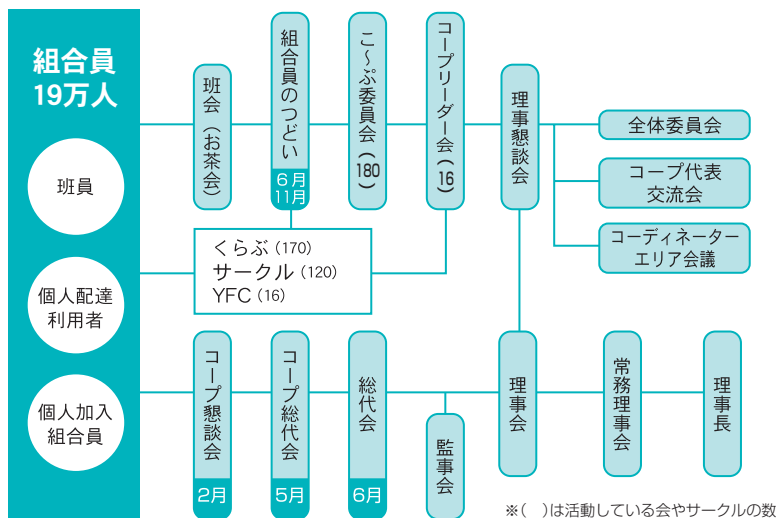 組合員
19万人
班員
個人配達
利用者
個人加入
組合員
班会（お茶会）
組合員のつどい
6月
11月
こ〜ぷ委員会（180）
コープリーダー会（16）
理事懇談会
全体委員会
コープ代表
交流会
コーディネーター
エリア会議
くらぶ（170）
サークル（120）
YFC（16）
コープ懇談会
2月
コープ総代会
5月
総代会
6月
監事会
理事会
常務理事会
理事長
※（　）は活動している会やサークルの数